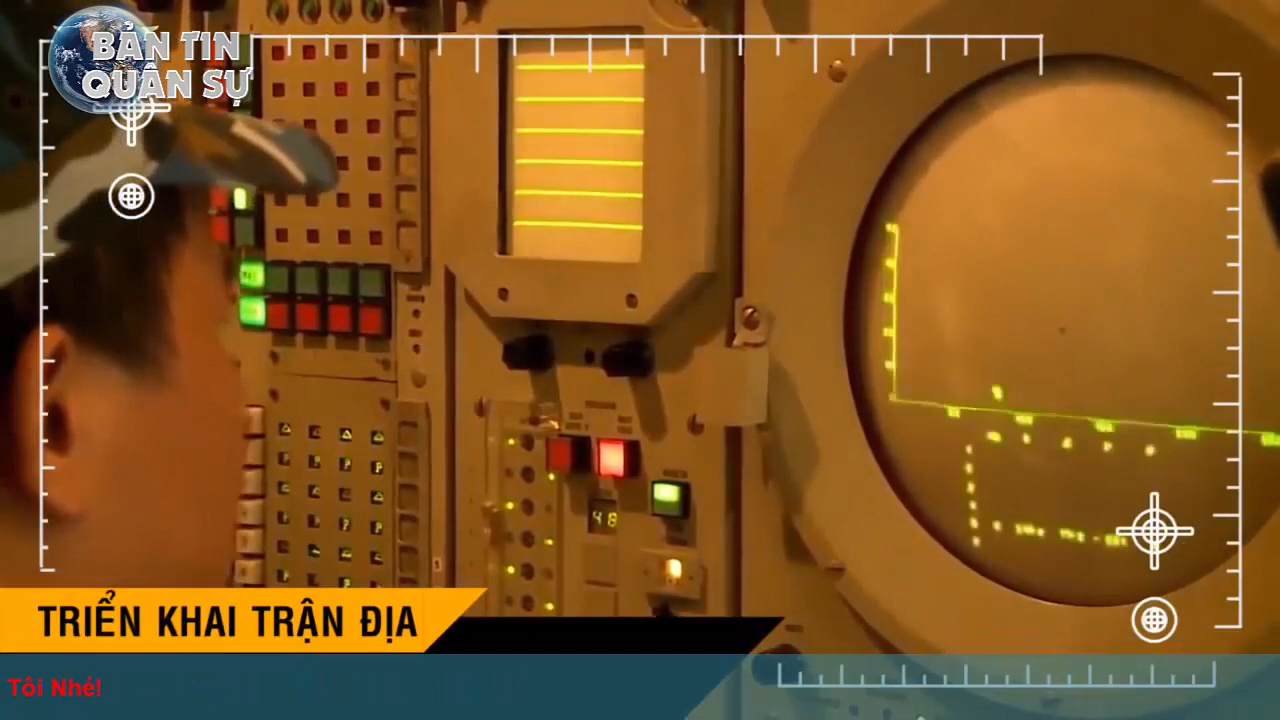 BẢN TIN
QUÂN SỰ
48
TRIỂN KHAI TRẬN ĐỊA
Tôi Nhé!